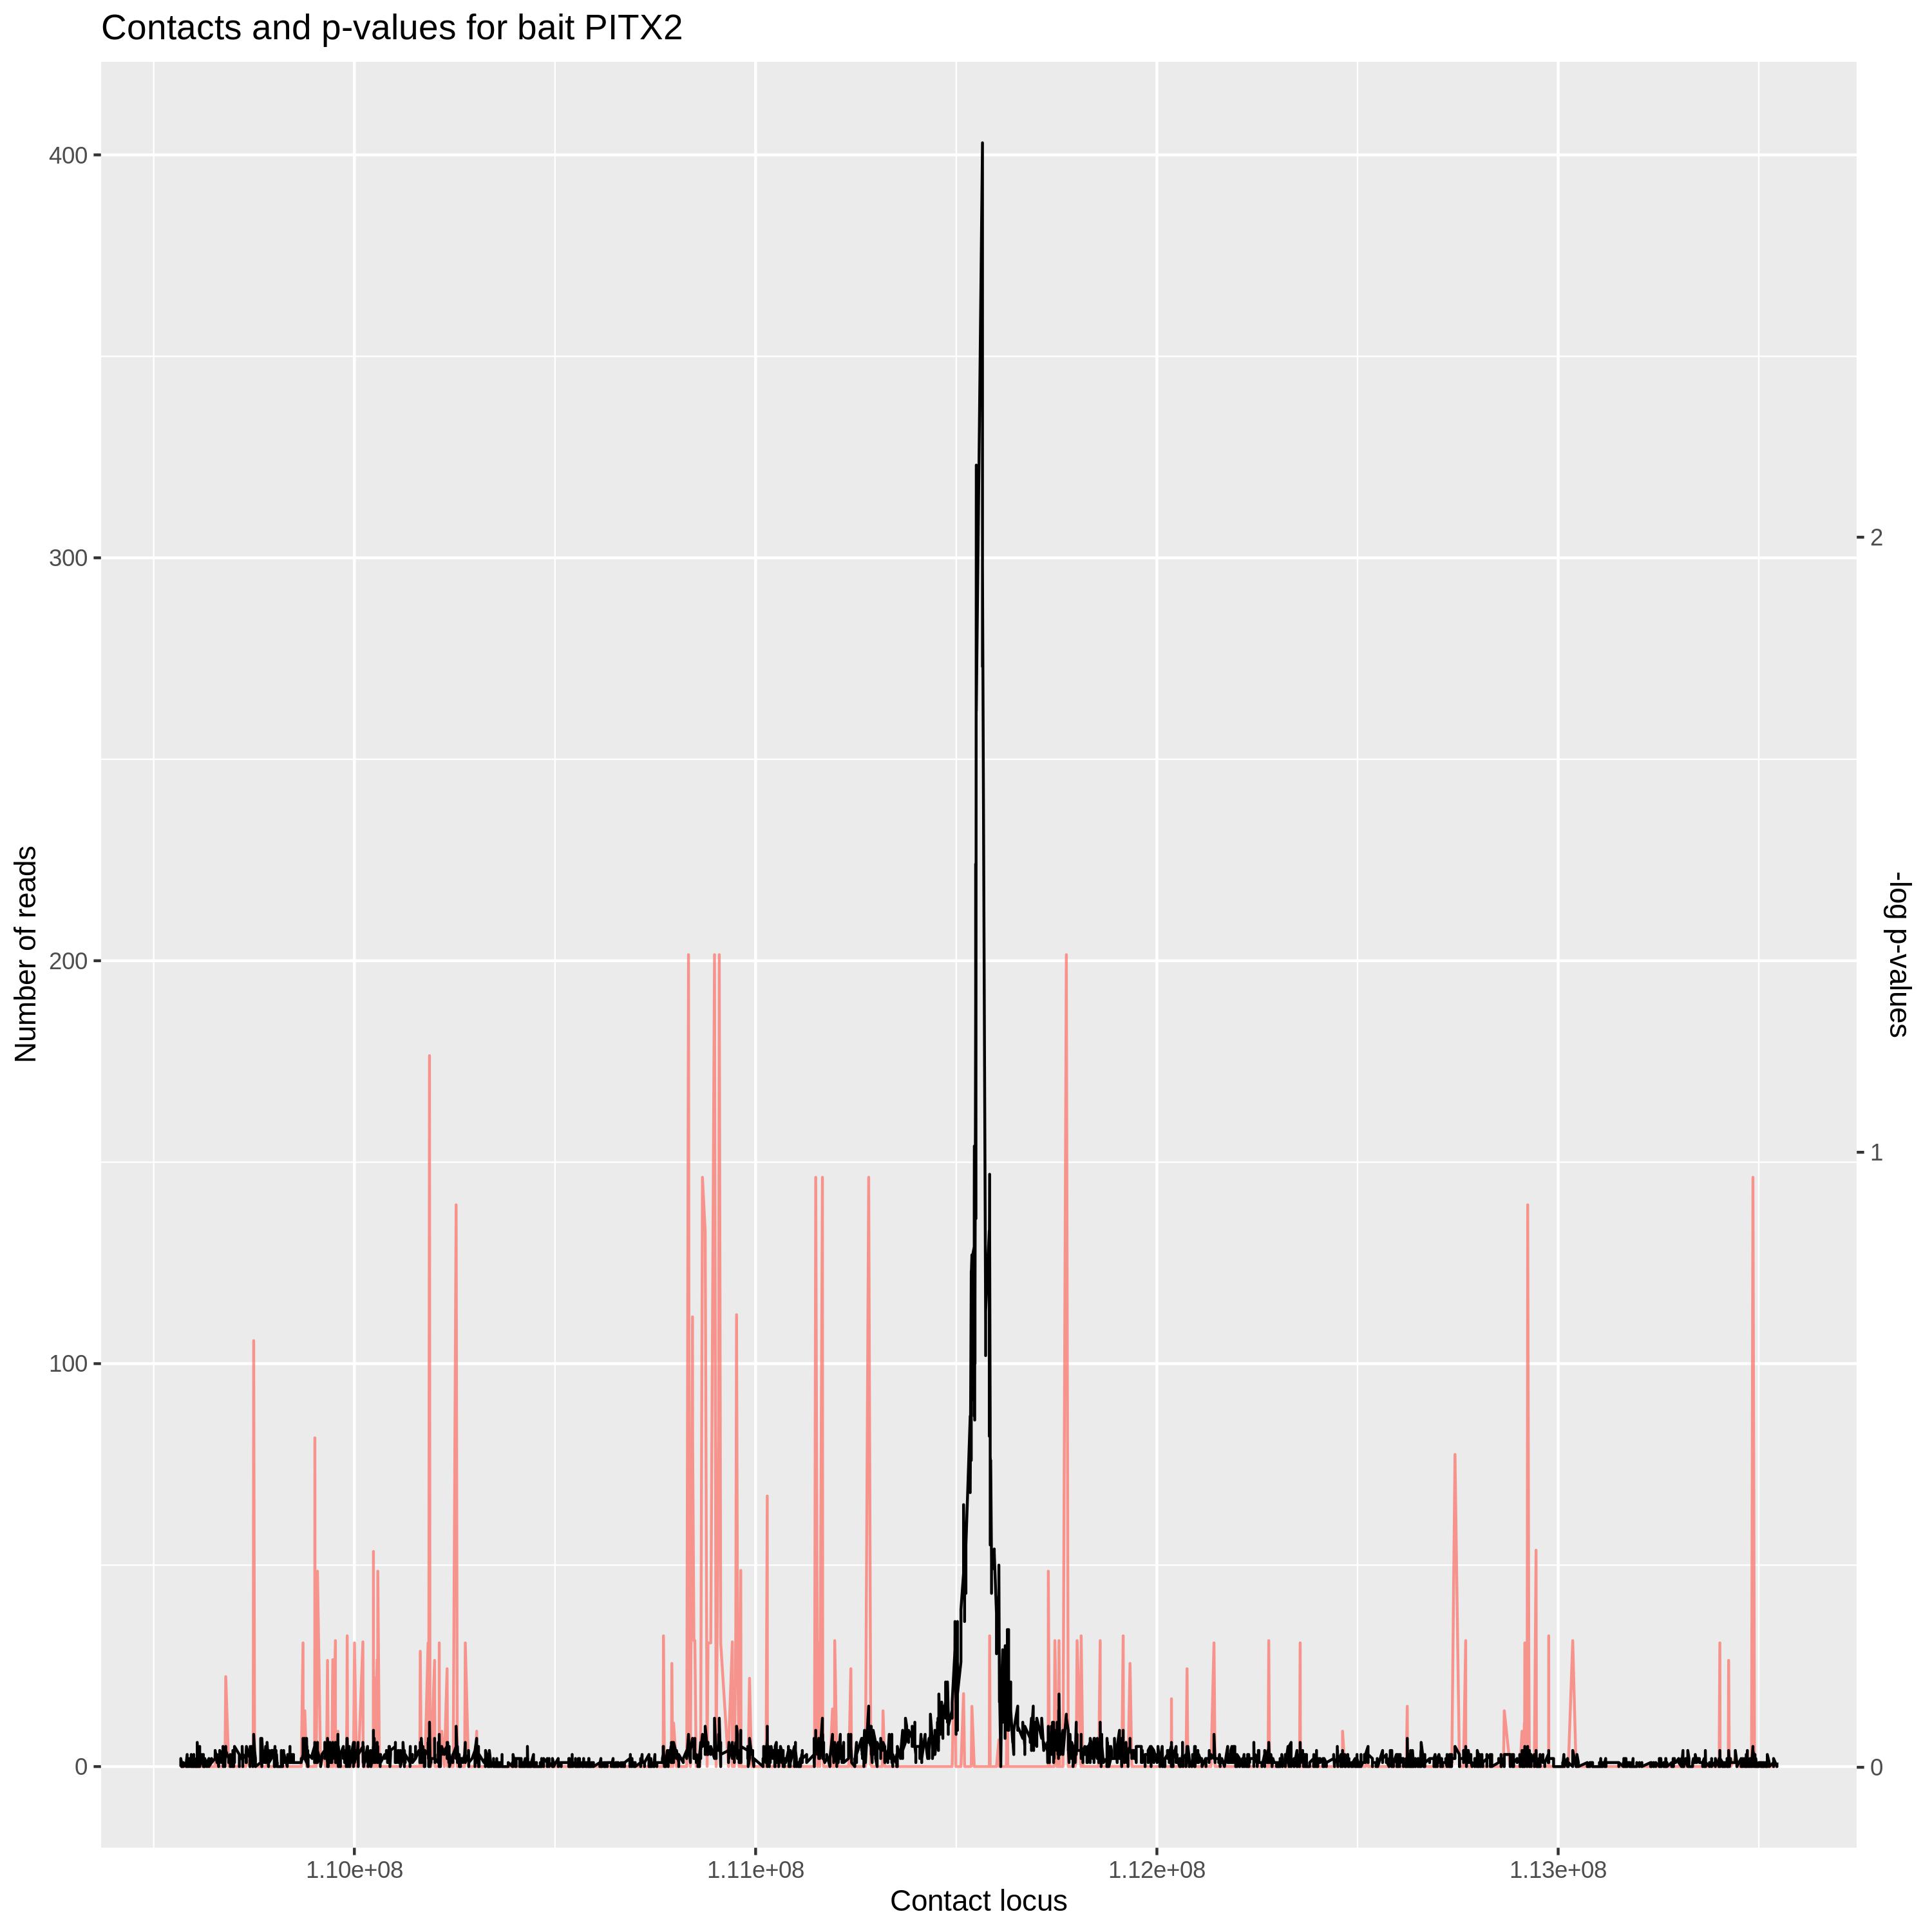 Contacts and p-values for bait PITX2
400
300
200
100
0
Number of reads
2
1
0
-log p-values
1.10e+08
1.11e+08
1.12e+08
1.13e+08
Contact locus